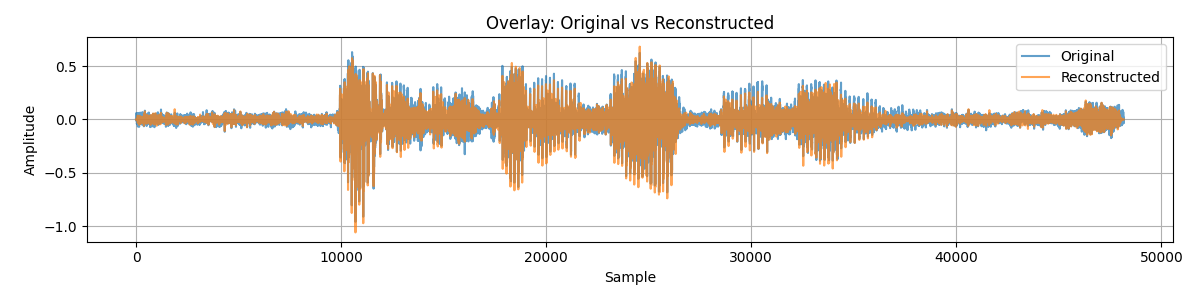 Overlay: Original vs Reconstructed
Original
Reconstructed
Amplitude
0.5
0.0
−0.5
−1.0
0
10000
20000
30000
40000
50000
Sample